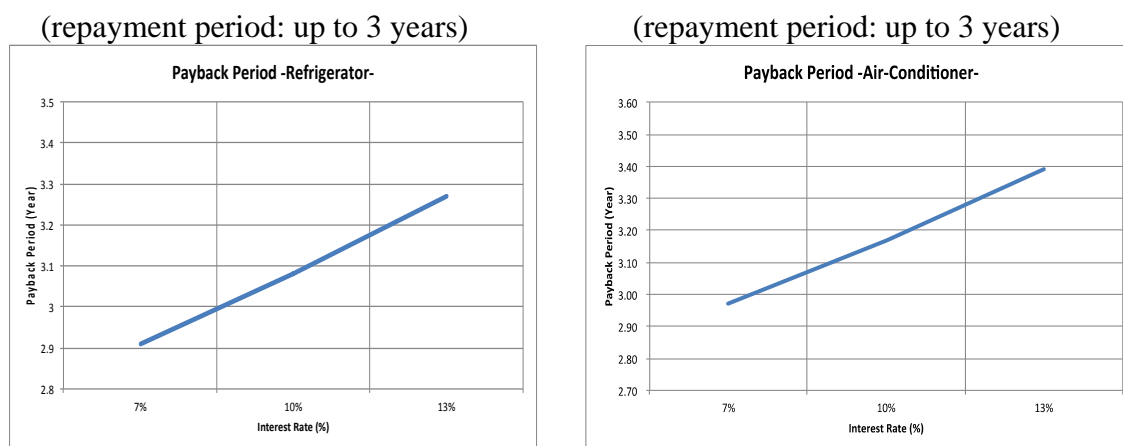 (repayment period: up to 3 years)
Payback Period -Refrigerator-
Payback Period (Year)
3.5
3.4
3.3
3.2
3.1
3
2.9
2.8
7% 10% 13%
Interest Rate (%)
(repayment period: up to 3 years)
Payback Period -Air-Conditioner-
Payback Period (Year)
3.60
3.50
3.40
3.30
3.20
3.10
3.00
2.90
2.80
2.70
7% 10% 13%
Interest Rate (%)